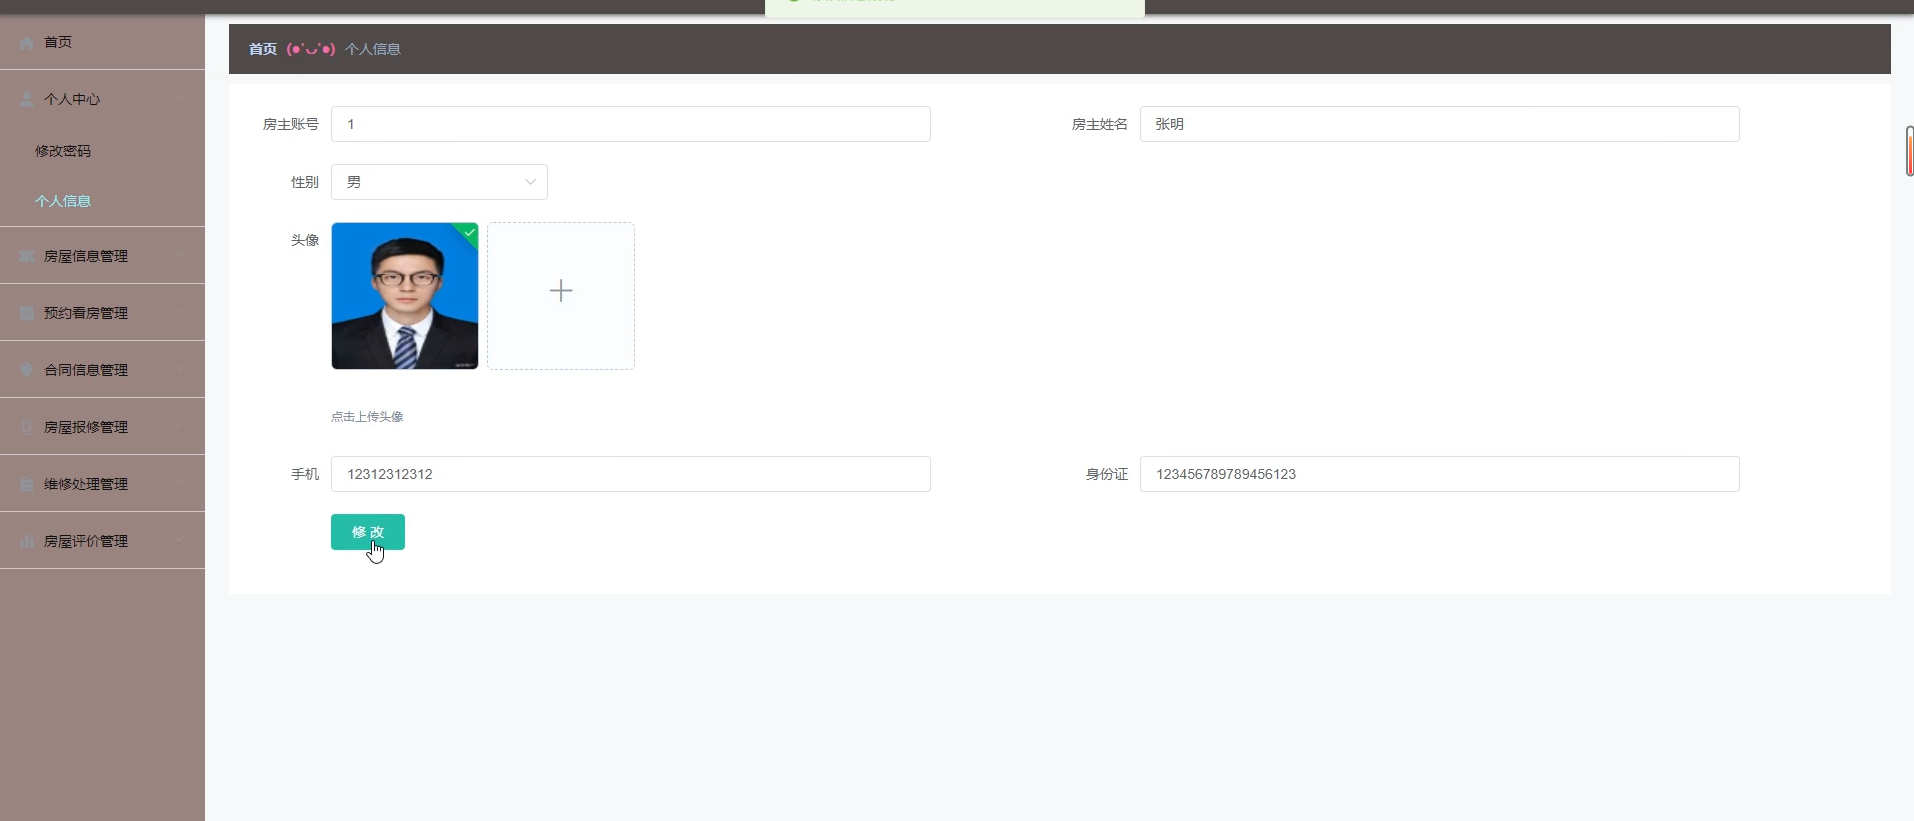 首页
首页 (●'◡'●) 个人信息
个人中心
修改密码
个人信息
房屋信息管理
预约看房管理
合同信息管理
房屋报修管理
维修处理管理
房屋评价管理
房主账号 1
房主姓名 张明
性别 男
头像
点击上传头像
手机 12312312312
身份证 123456789789456123
修改